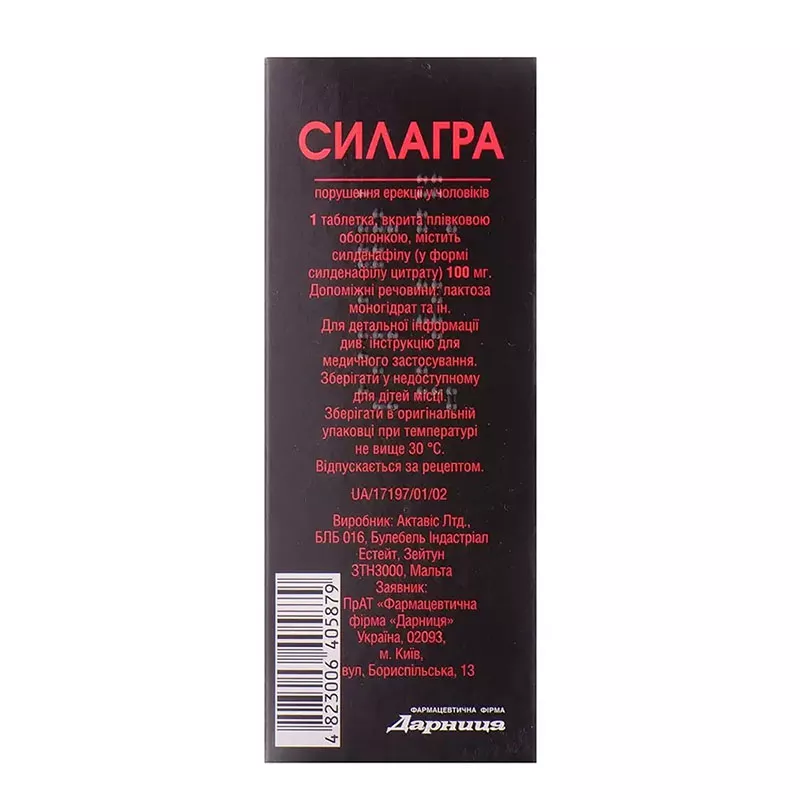 СИЛАГРА
порушення ерекції у чоловіків
1 таблетка, вкрита плівковою
оболонкою, містить
силденафілу (у формі
силденафілу цитрату) 100 мг.
Допоміжні речовини: лактоза
моногідрат та ін.
Для детальної інформації
див. інструкцію для
медичного застосування.
Зберігати у недоступному
для дітей місці.
Зберігати в оригінальній
упаковці при температурі
не вище 30 °С.
Відпускається за рецептом.
UA/17197/01/02
Виробник: Актавіс Лтд.,
БЛБ 016, Булебель Індастріал
Естейт, Зейтун
ЗТН3000, Мальта
Заявник:
ПрАТ «Фармацевтична
фірма «Дарниця»
Україна, 02093,
м. Київ,
вул. Бориспільська, 13
4 823006 405879
ФАРМАЦЕВТИЧНА ФІРМА
Дарниця